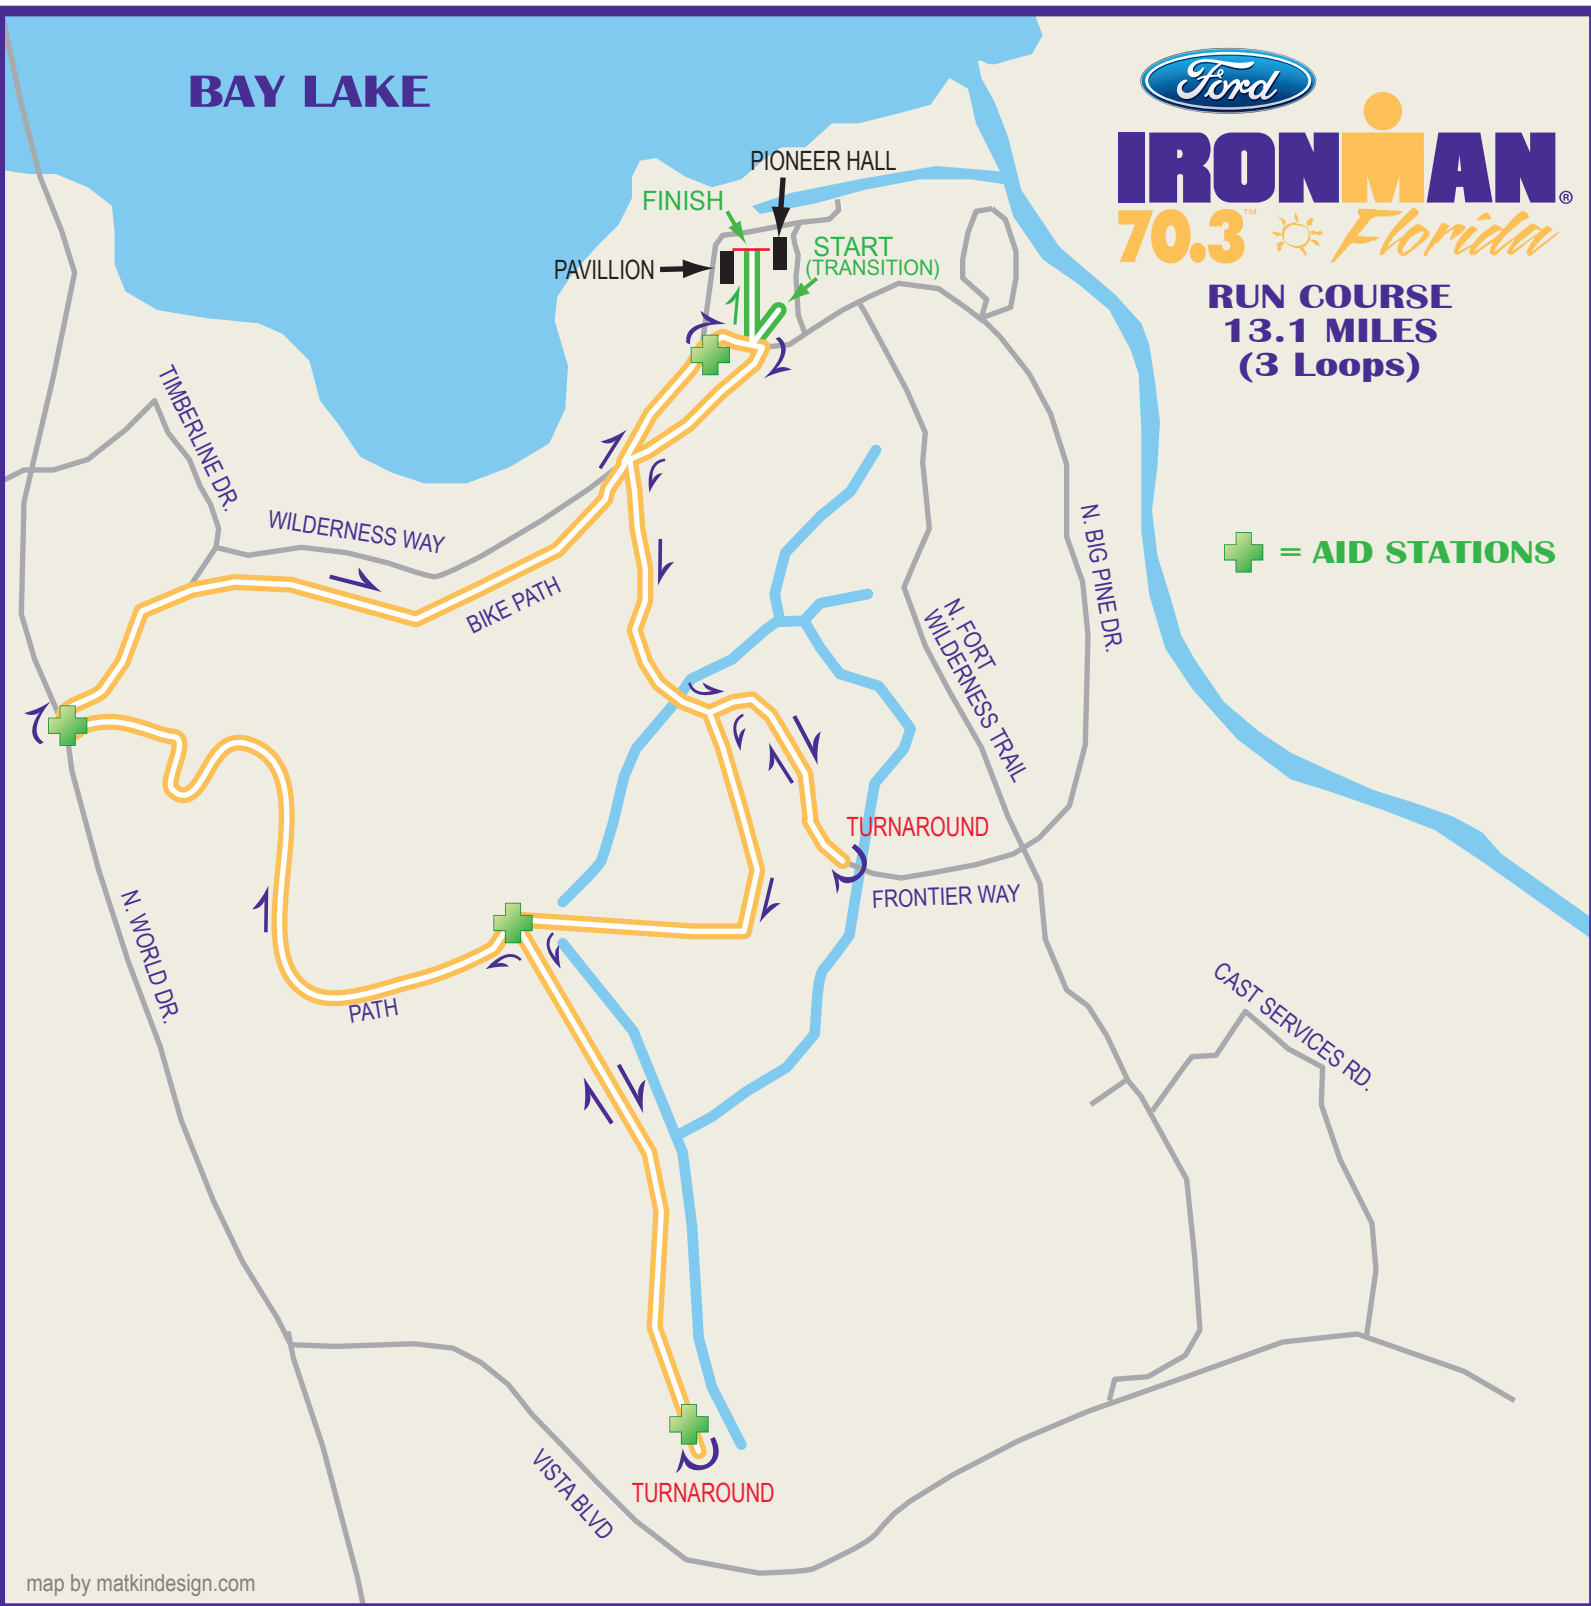 BAY LAKE
Ford
IRONMAN®
70.3™ Florida
RUN COURSE
13.1 MILES
(3 Loops)
PIONEER HALL
FINISH
START
(TRANSITION)
PAVILLION
TIMBERLINE DR.
WILDERNESS WAY
BIKE PATH
N. BIG PINE DR.
= AID STATIONS
N. FORT
WILDERNESS TRAIL
TURNAROUND
FRONTIER WAY
N. WORLD DR.
PATH
CAST SERVICES RD.
VISTA BLVD
TURNAROUND
map by matkindesign.com